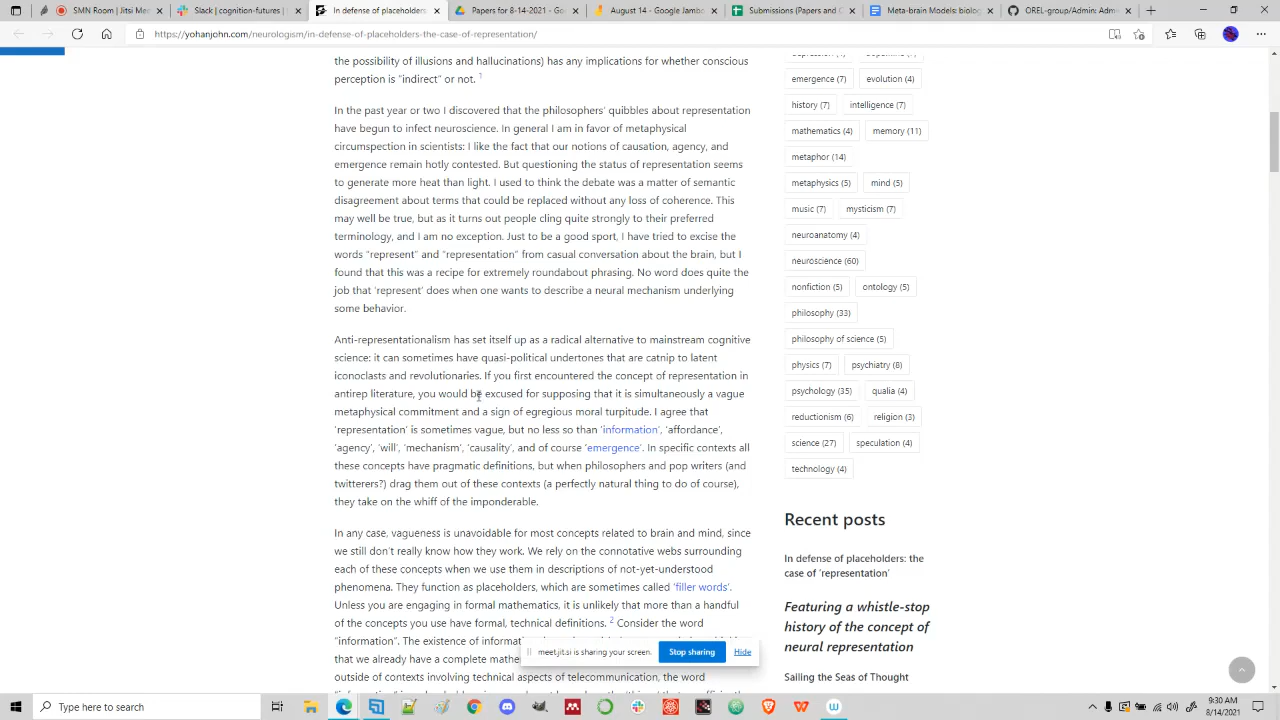 SMN Room | Jitsi Me
Slack | cognition-futures |
In defense of placeholders
Papers for 8-14-2021 - Go
August 14 - Google Jambo
Submissions (Papers and
Meta-brain Models: biolog
OREL-group/Admin: Adm
https://yohanjohn.com/neurologism/in-defense-of-placeholders-the-case-of-representation/
the possibility of illusions and hallucinations) has any implications for whether conscious
perception is "indirect" or not. 1
In the past year or two I discovered that the philosophers' quibbles about representation
have begun to infect neuroscience. In general I am in favor of metaphysical
circumspection in scientists: I like the fact that our notions of causation, agency, and
emergence remain hotly contested. But questioning the status of representation seems
to generate more heat than light. I used to think the debate was a matter of semantic
disagreement about terms that could be replaced without any loss of coherence. This
may well be true, but as it turns out people cling quite strongly to their preferred
terminology, and I am no exception. Just to be a good sport, I have tried to excise the
words "represent" and "representation" from casual conversation about the brain, but I
found that this was a recipe for extremely roundabout phrasing. No word does quite the
job that 'represent' does when one wants to describe a neural mechanism underlying
some behavior.
Anti-representationalism has set itself up as a radical alternative to mainstream cognitive
science: it can sometimes have quasi-political undertones that are catnip to latent
iconoclasts and revolutionaries. If you first encountered the concept of representation in
antirep literature, you would be excused for supposing that it is simultaneously a vague
metaphysical commitment and a sign of egregious moral turpitude. I agree that
'representation' is sometimes vague, but no less so than 'information', 'affordance',
'agency', 'will', 'mechanism', 'causality', and of course 'emergence'. In specific contexts all
these concepts have pragmatic definitions, but when philosophers and pop writers (and
twitterers?) drag them out of these contexts (a perfectly natural thing to do of course),
they take on the whiff of the imponderable.
In any case, vagueness is unavoidable for most concepts related to brain and mind, since
we still don't really know how they work. We rely on the connotative webs surrounding
each of these concepts when we use them in descriptions of not-yet-understood
phenomena. They function as placeholders, which are sometimes called 'filler words'.
Unless you are engaging in formal mathematics, it is unlikely that more than a handful
of the concepts you use have formal, technical definitions. 2 Consider the word
"information". The existence of informat
that we already have a complete mathe
outside of contexts involving technical aspects of telecommunication, the word
meet.jit.si is sharing your screen.
Stop sharing
Hide
emergence (7)
evolution (4)
history (7)
intelligence (7)
mathematics (4)
memory (11)
metaphor (14)
metaphysics (5)
mind (5)
music (7)
mysticism (7)
neuroanatomy (4)
neuroscience (60)
nonfiction (5)
ontology (5)
philosophy (33)
philosophy of science (5)
physics (7)
psychiatry (8)
psychology (35)
qualia (4)
reductionism (6)
religion (3)
science (27)
speculation (4)
technology (4)
Recent posts
In defense of placeholders: the
case of 'representation'
Featuring a whistle-stop
history of the concept of
neural representation
Sailing the Seas of Thought
Type here to search
9:30 AM
8/14/2021